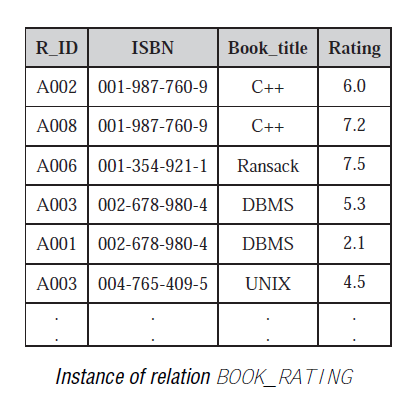 R_ID ISBN Book_title Rating
A002 001-987-760-9 C++ 6.0
A008 001-987-760-9 C++ 7.2
A006 001-354-921-1 Ransack 7.5
A003 002-678-980-4 DBMS 5.3
A001 002-678-980-4 DBMS 2.1
A003 004-765-409-5 UNIX 4.5
. . . .
. . . .
Instance of relation BOOK_RATING